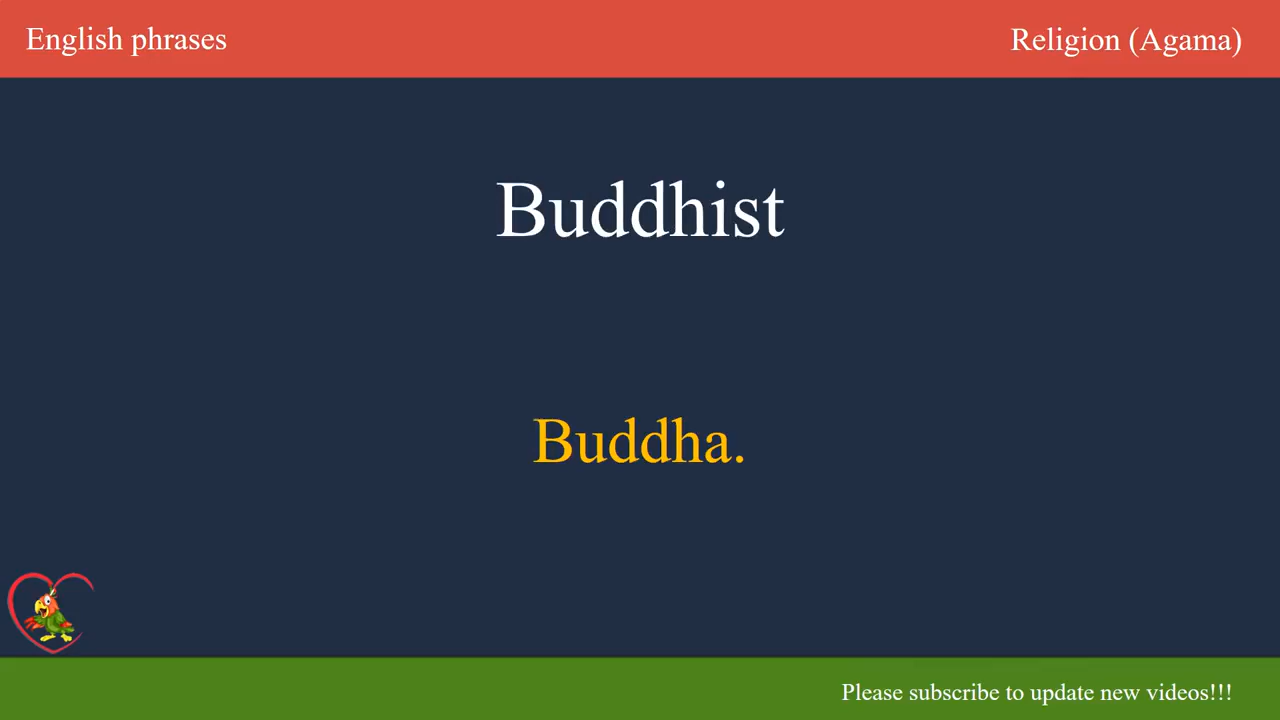 English phrases
Religion (Agama)
Buddhist
Buddha.
Please subscribe to update new videos!!!